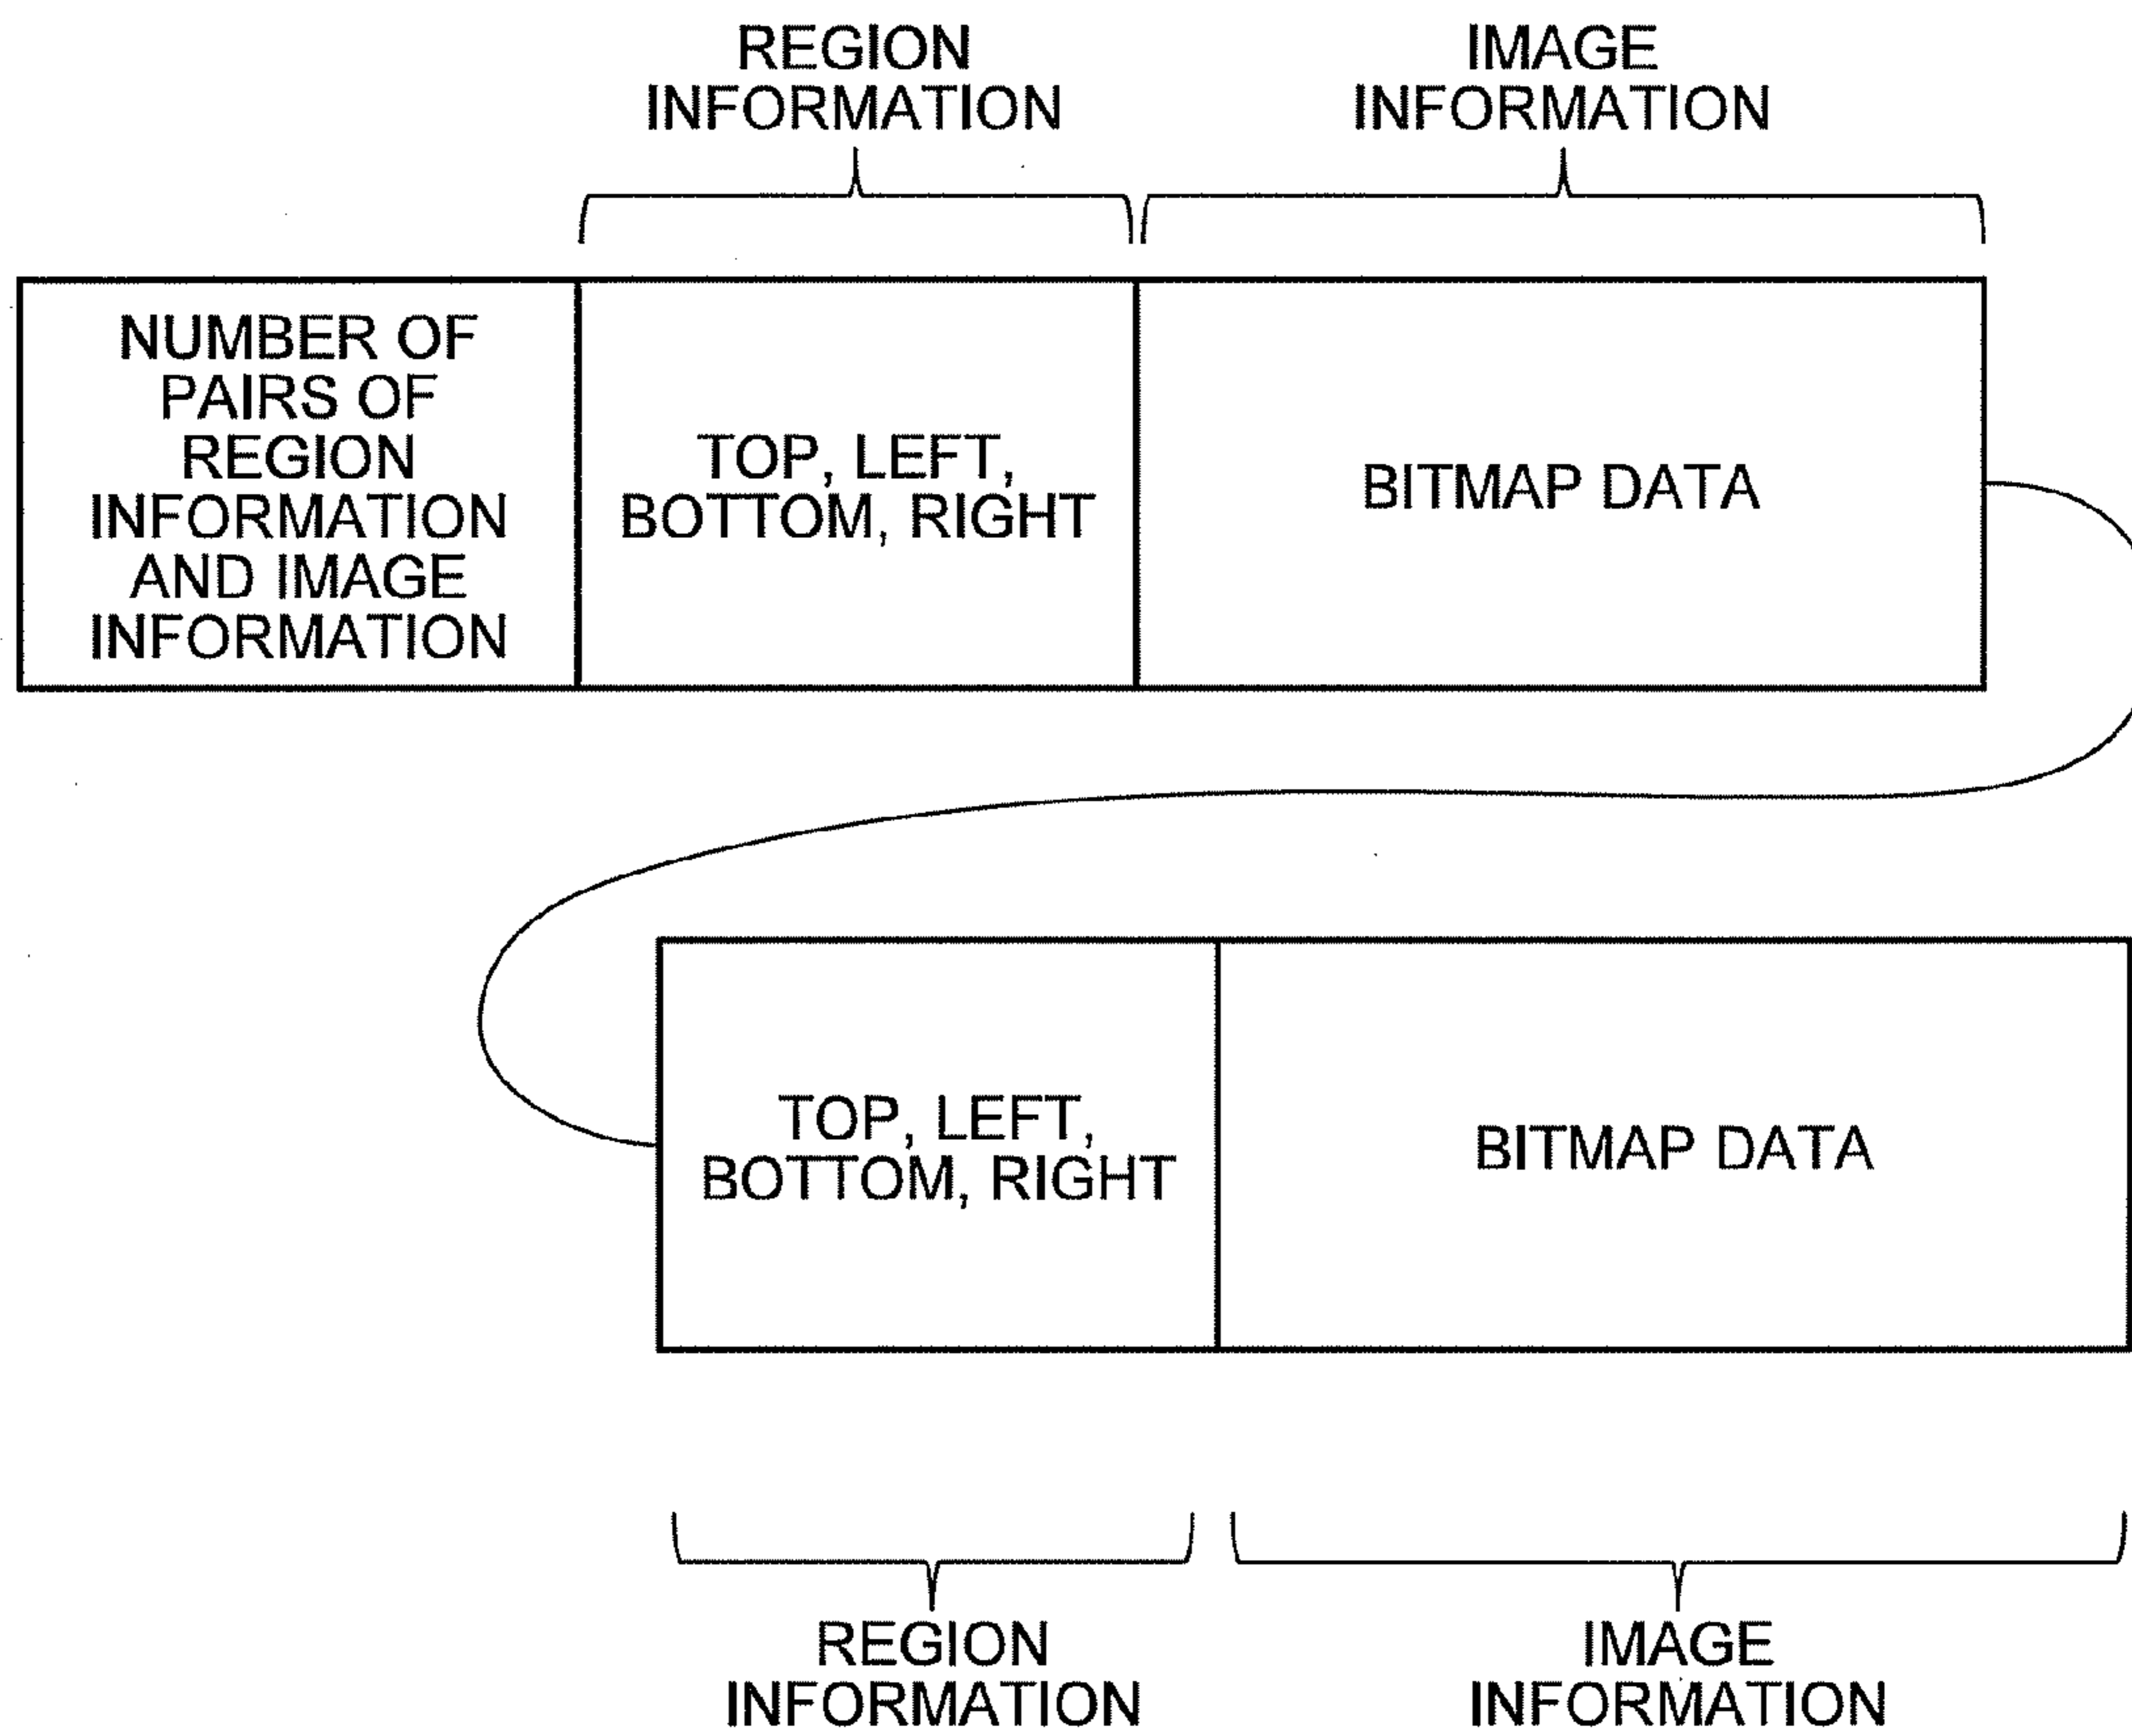 REGION
INFORMATION
IMAGE
INFORMATION
NUMBER OF
PAIRS OF
REGION
INFORMATION
AND IMAGE
INFORMATION
TOP, LEFT,
BOTTOM, RIGHT
BITMAP DATA
TOP, LEFT,
BOTTOM, RIGHT
BITMAP DATA
REGION
INFORMATION
IMAGE
INFORMATION